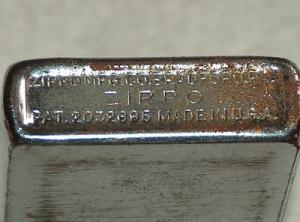 ZIPPO MFG. CO. BRADFORD, PA.
ZIPPO
PAT. 2032695 MADE IN U.S.A.